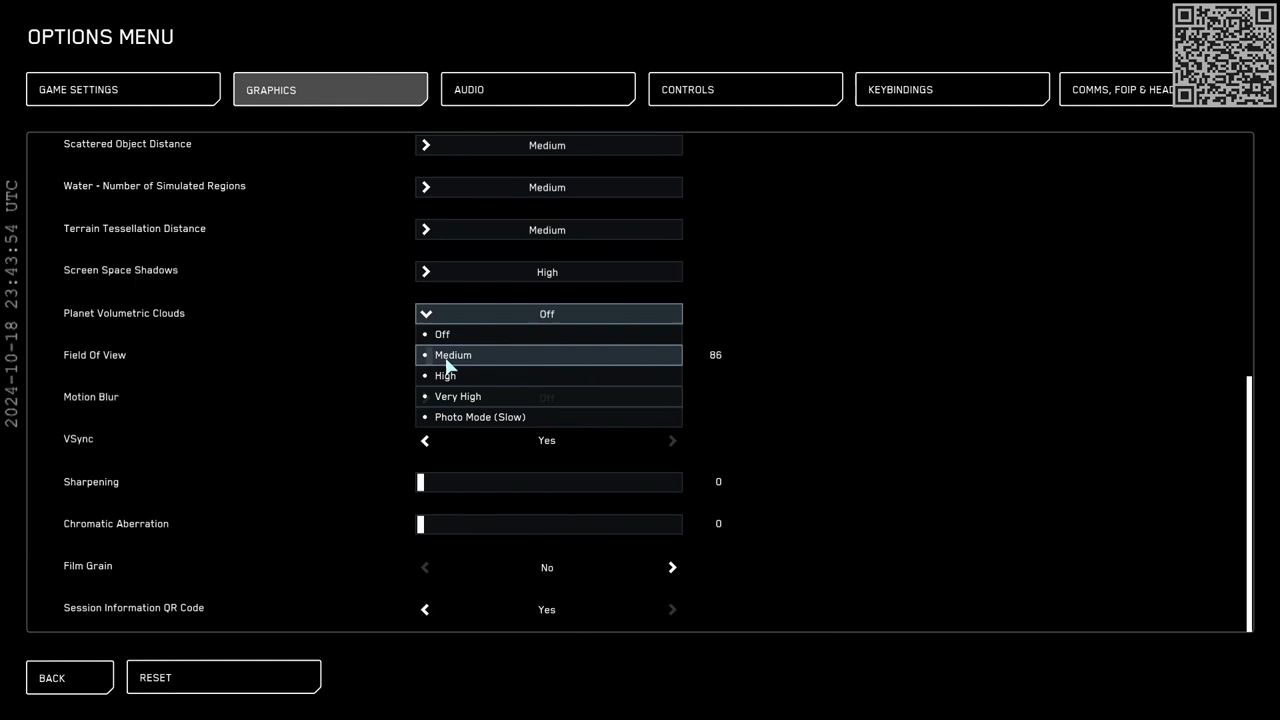 OPTIONS MENU
GAME SETTINGS
GRAPHICS
AUDIO
CONTROLS
KEYBINDINGS
COMMS, FOIP & HEAD
Scattered Object Distance
Medium
Water - Number of Simulated Regions
Medium
Terrain Tessellation Distance
Medium
Screen Space Shadows
High
Planet Volumetric Clouds
Off
Off
Field Of View
Medium
86
High
Motion Blur
Very High
Off
Photo Mode (Slow)
VSync
Yes
Sharpening
0
Chromatic Aberration
0
Film Grain
No
Session Information QR Code
Yes
BACK
RESET
2024-10-18 23:43:54 UTC